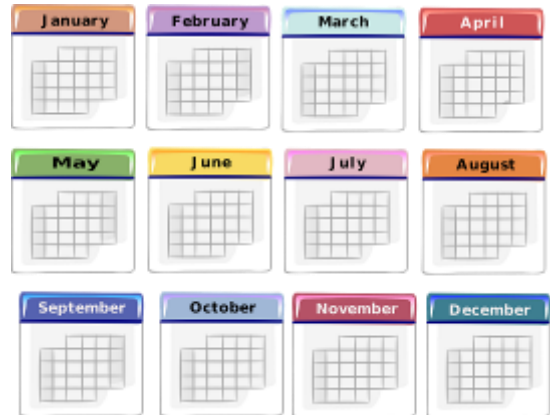 January
February
March
April
May
June
July
August
September
October
November
December